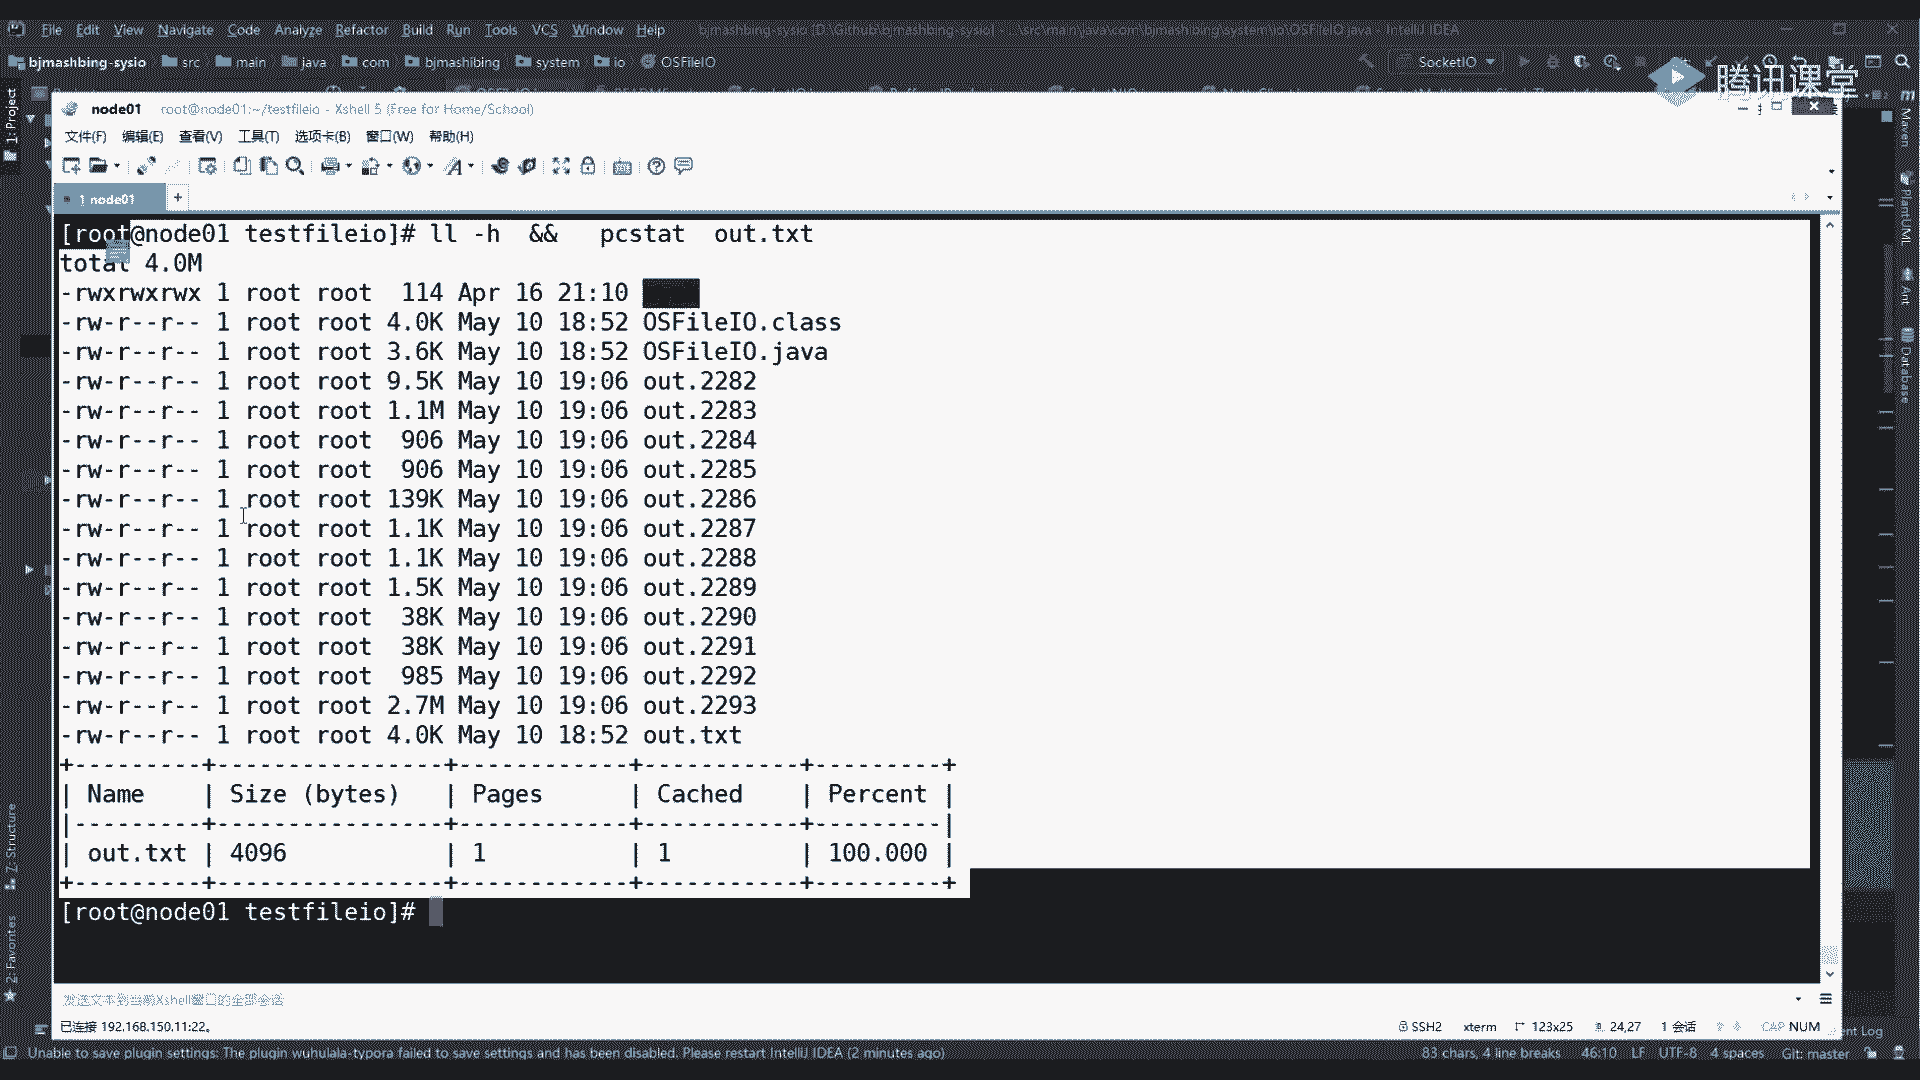 File Edit View Navigate Code Analyze Refactor Build Run Tools VCS Window Help bjmashbing-sysio [D:\Github\bjmashbing-sysio] - ...\src\main\java\com\bjmashibing\system\io\OSFileIO.java - IntelliJ IDEA
bjmashbing-sysio src main java com bjmashibing system io OSFileIO SocketIO
腾讯课堂
node01 root@node01:~/testfileio - Xshell 5 (Free for Home/School)
文件(F) 编辑(E) 查看(V) 工具(T) 选项卡(B) 窗口(W) 帮助(H)
1 node01 +
[root@node01 testfileio]# ll -h && pcstat out.txt
total 4.0M
-rwxrwxrwx 1 root root 114 Apr 16 21:10
-rw-r--r-- 1 root root 4.0K May 10 18:52 OSFileIO.class
-rw-r--r-- 1 root root 3.6K May 10 18:52 OSFileIO.java
-rw-r--r-- 1 root root 9.5K May 10 19:06 out.2282
-rw-r--r-- 1 root root 1.1M May 10 19:06 out.2283
-rw-r--r-- 1 root root 906 May 10 19:06 out.2284
-rw-r--r-- 1 root root 906 May 10 19:06 out.2285
-rw-r--r-- 1 root root 139K May 10 19:06 out.2286
-rw-r--r-- 1 root root 1.1K May 10 19:06 out.2287
-rw-r--r-- 1 root root 1.1K May 10 19:06 out.2288
-rw-r--r-- 1 root root 1.5K May 10 19:06 out.2289
-rw-r--r-- 1 root root 38K May 10 19:06 out.2290
-rw-r--r-- 1 root root 38K May 10 19:06 out.2291
-rw-r--r-- 1 root root 985 May 10 19:06 out.2292
-rw-r--r-- 1 root root 2.7M May 10 19:06 out.2293
-rw-r--r-- 1 root root 4.0K May 10 18:52 out.txt
+---------+----------------+------------+-----------+---------+
| Name | Size (bytes) | Pages | Cached | Percent |
|---------+----------------+------------+-----------+---------|
| out.txt | 4096 | 1 | 1 | 100.000 |
+---------+----------------+------------+-----------+---------+
[root@node01 testfileio]#
发送文本到当前Xshell窗口的全部会话
已连接 192.168.150.11:22。 SSH2 xterm 123x25 24,27 1 会话 CAP NUM
Unable to save plugin settings: The plugin wuhulala-typora failed to save settings and has been disabled. Please restart IntelliJ IDEA (2 minutes ago) 83 chars, 4 line breaks 46:10 LF UTF-8 4 spaces Git: master
1: Project
7: Structure
2: Favorites
Maven
PlantUML
Ant
Database